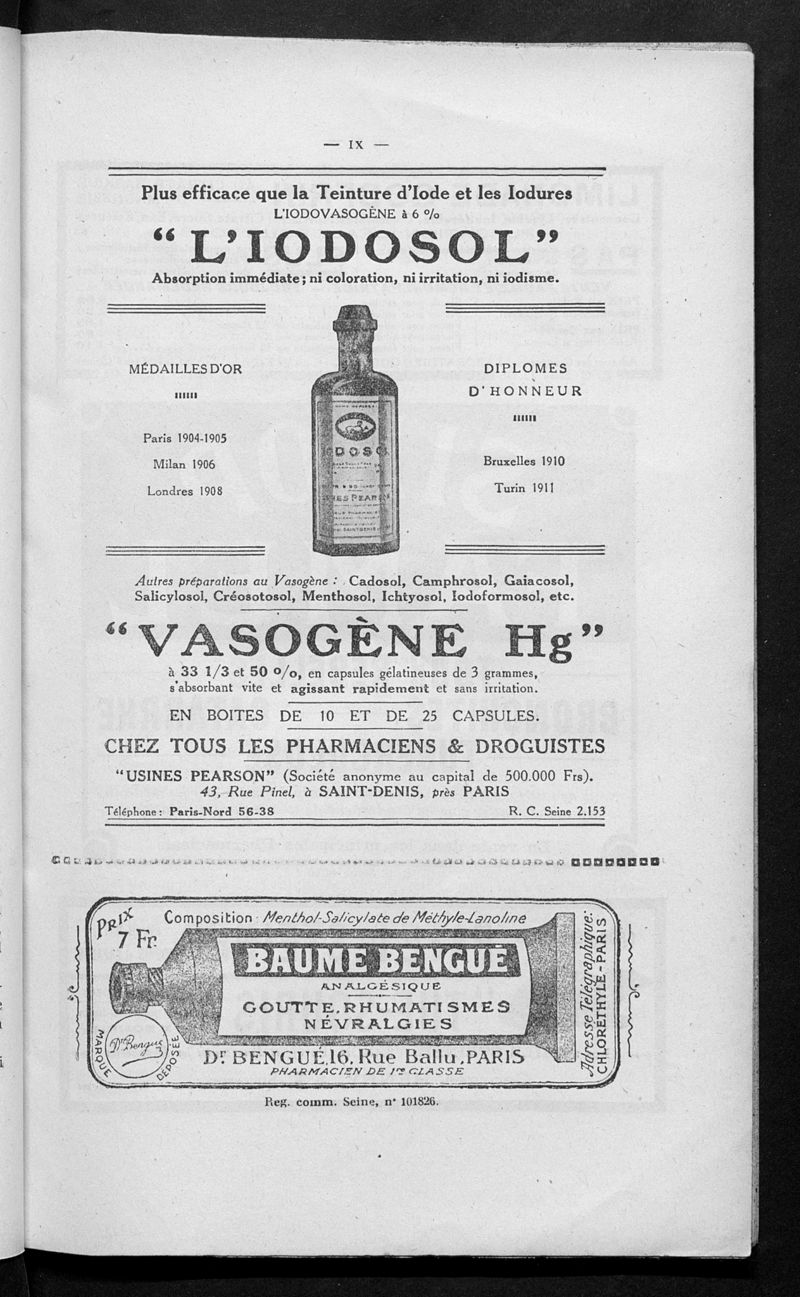 — IX —
Plus efficace que la Teinture d'Iode et les Iodures
L'IODOVASOGÈNE à 6 %
“ L'IODOSOL”
Absorption immédiate ; ni coloration, ni irritation, ni iodisme.
MÉDAILLES D'OR
Paris 1904-1905
Milan 1906
Londres 1908
DIPLOMES
D'HONNEUR
Bruxelles 1910
Turin 1911
Autres préparations au Vasogène : Cadosol, Camphrosol, Gaïacosol,
Salicylosol, Créosotosol, Menthosol, Ichtyosol, Iodoformosol, etc.
“VASOGÈNE Hg”
à 33 1/3 et 50 %, en capsules gélatineuses de 3 grammes,
s'absorbant vite et agissant rapidement et sans irritation.
EN BOITES DE 10 ET DE 25 CAPSULES.
CHEZ TOUS LES PHARMACIENS & DROGUISTES
“USINES PEARSON” (Société anonyme au capital de 500.000 Frs).
43, Rue Pinel, à SAINT-DENIS, près PARIS
Téléphone : Paris-Nord 56-38 R. C. Seine 2.153
PRIX
7 Fr.
Composition : Menthol-Salicylate de Méthyle-Lanoline
BAUME BENGUÉ
ANALGÉSIQUE
GOUTTE, RHUMATISMES
NÉVRALGIES
MARQUE DÉPOSÉE
Dr Bengué
Dr BENGUÉ, 16, Rue Ballu, PARIS
PHARMACIEN DE 1re CLASSE
Adresse Télégraphique:
CHLORÉTHYLE-PARIS
Reg. comm. Seine, n° 101826.